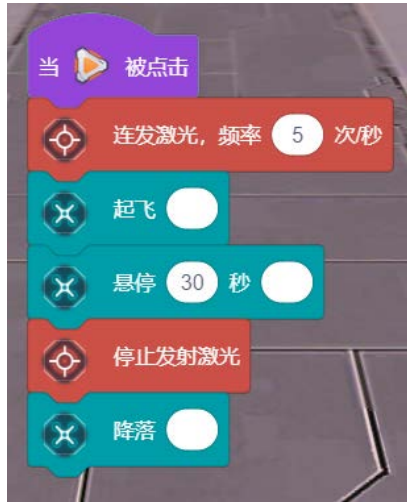 当 被点击
连发激光，频率 5 次/秒
起飞
悬停 30 秒
停止发射激光
降落